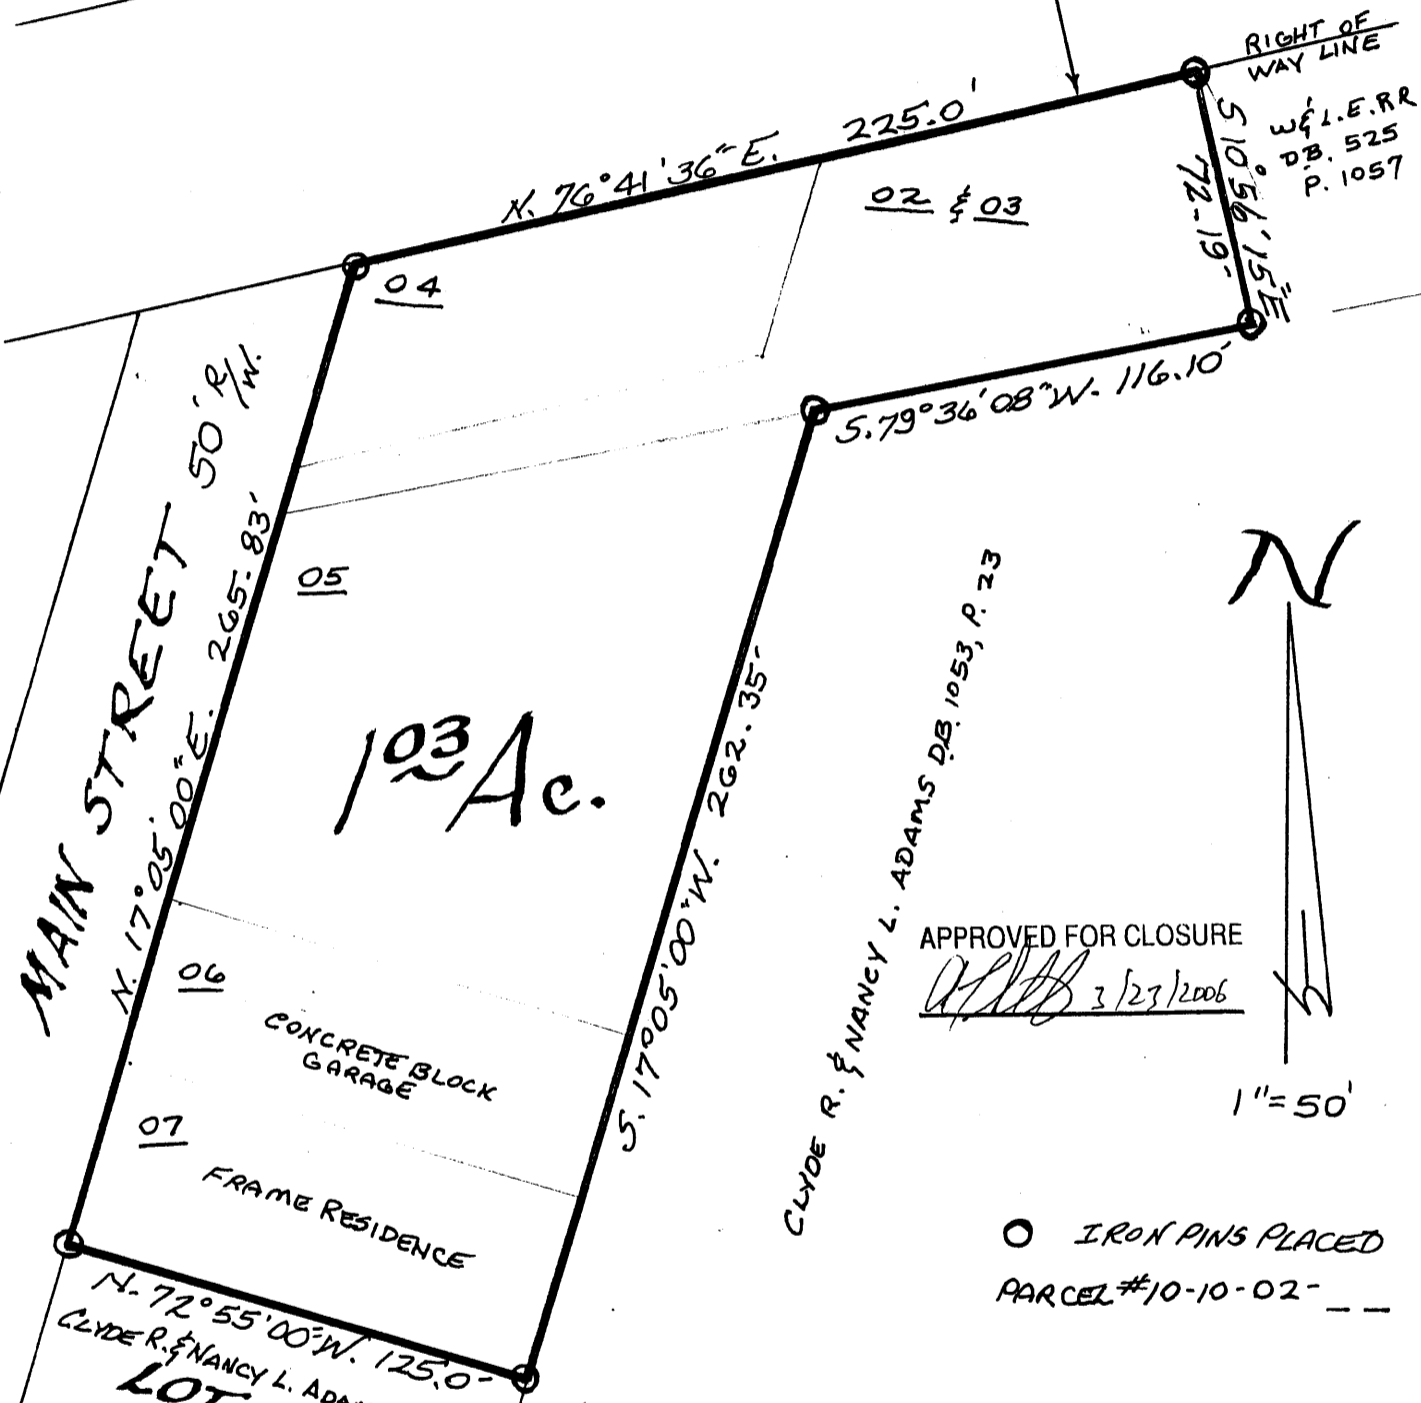 RIGHT OF
WAY LINE
W & L.E. RR
D.B. 525
P. 1057
N. 76°41'36" E. 225.0'
S 10°56'15" E
72.19'
02 & 03
04
S. 79°36'08" W. 116.10'
MAIN STREET 50' R/W.
N. 17°05'00" E. 265.83'
05
1 03 Ac.
S. 17°05'00" W. 262.35'
CLYDE R. & NANCY L. ADAMS D.B. 1053, P. 23
N
APPROVED FOR CLOSURE
3/23/2006
1" = 50'
06
CONCRETE BLOCK
GARAGE
07
FRAME RESIDENCE
IRON PINS PLACED
PARCEL #10-10-02-_ _
N. 72°55'00" W. 125.0'
CLYDE R. & NANCY L.
LOT